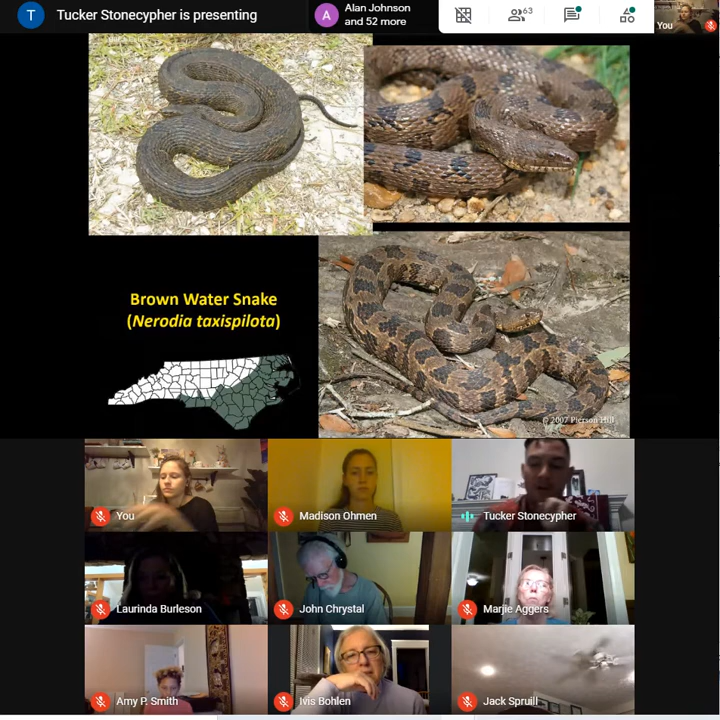 T
Tucker Stonecypher is presenting
A
Alan Johnson
and 52 more
63
You
Brown Water Snake
(Nerodia taxispilota)
© 2007 Pierson Hill
You
Madison Ohmen
Tucker Stonecypher
Laurinda Burleson
John Chrystal
Marjie Aggers
Amy P. Smith
Ivis Bohlen
Jack Spruill